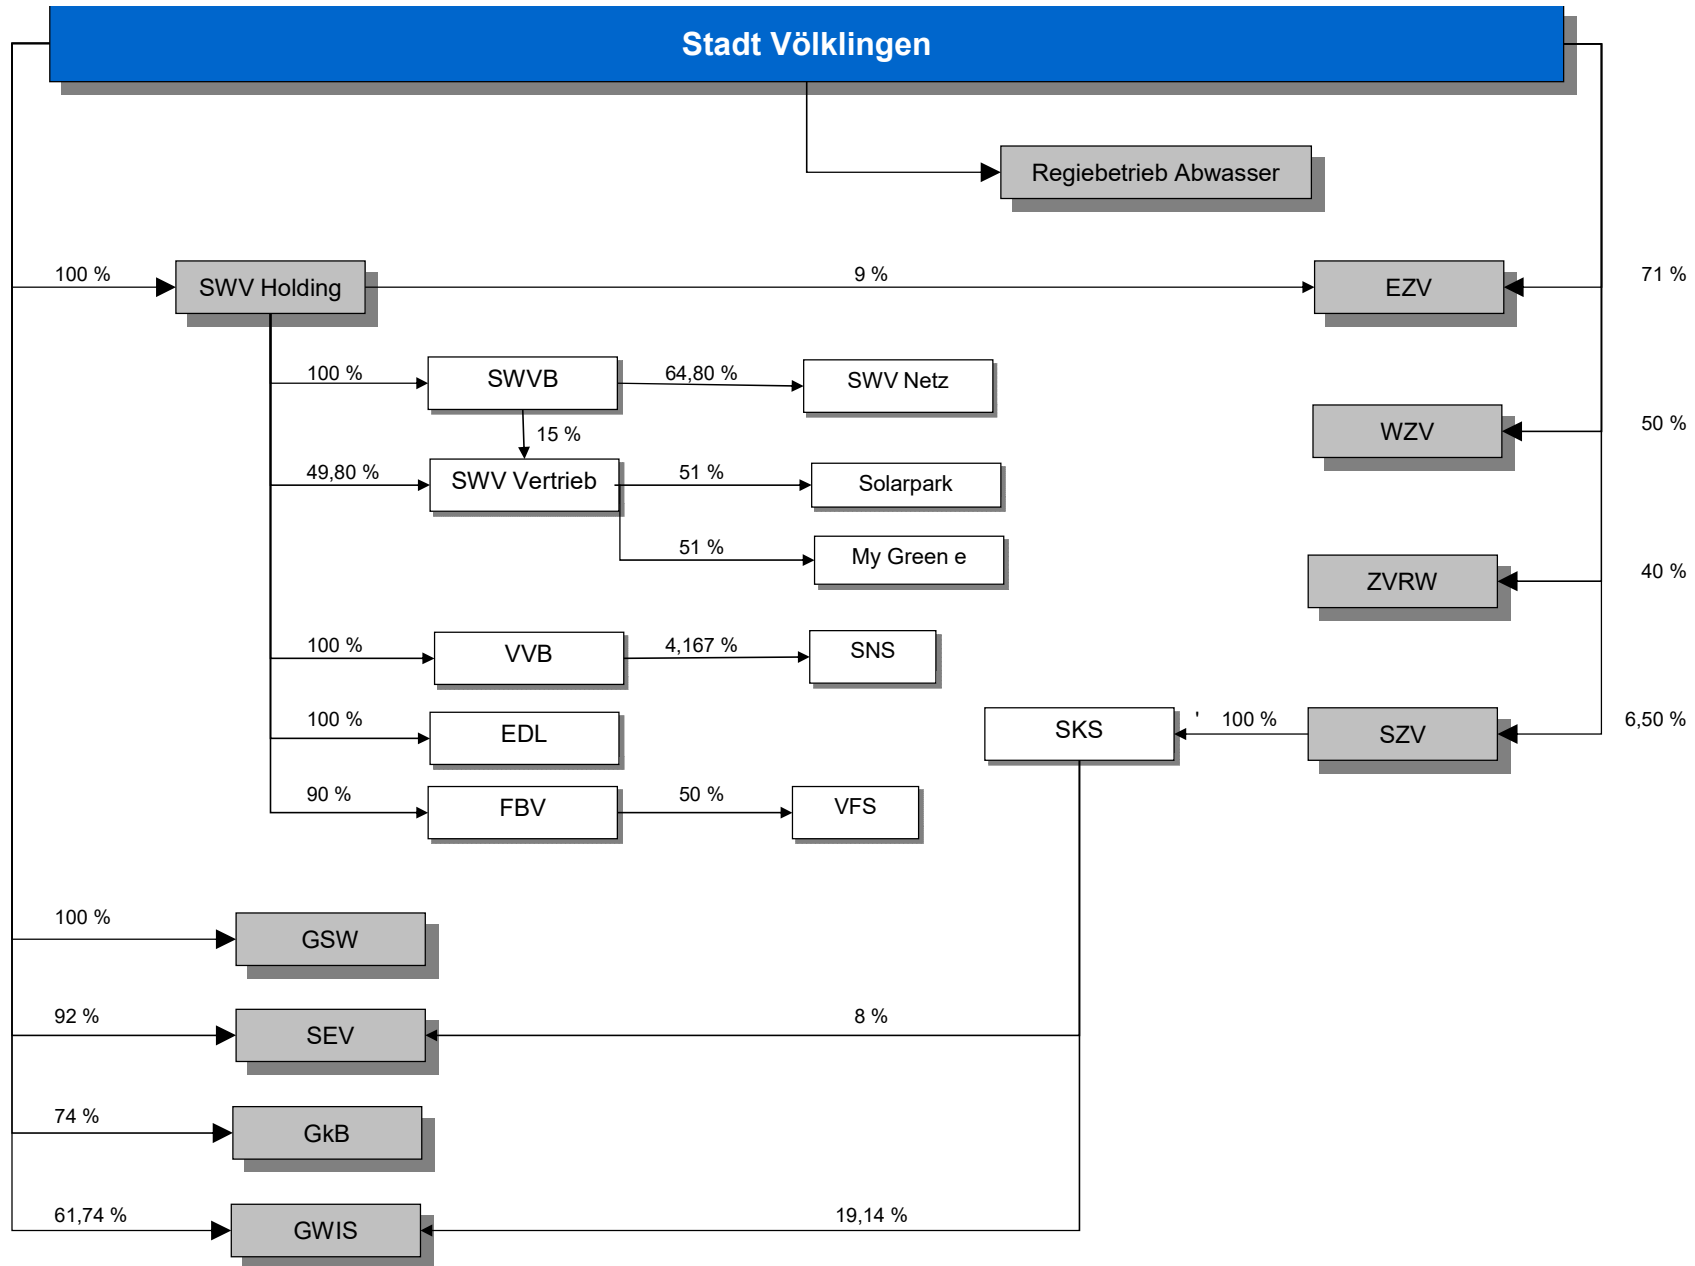 Stadt Völklingen
Regiebetrieb Abwasser
100 %
SWV Holding
9 %
EZV
71 %
100 %
SWVB
64,80 %
SWV Netz
15 %
WZV
50 %
49,80 %
SWV Vertrieb
51 %
Solarpark
51 %
My Green e
ZVRW
40 %
100 %
VVB
4,167 %
SNS
100 %
EDL
SKS
' 100 %
SZV
6,50 %
90 %
FBV
50 %
VFS
100 %
GSW
92 %
SEV
8 %
74 %
GkB
61,74 %
GWIS
19,14 %